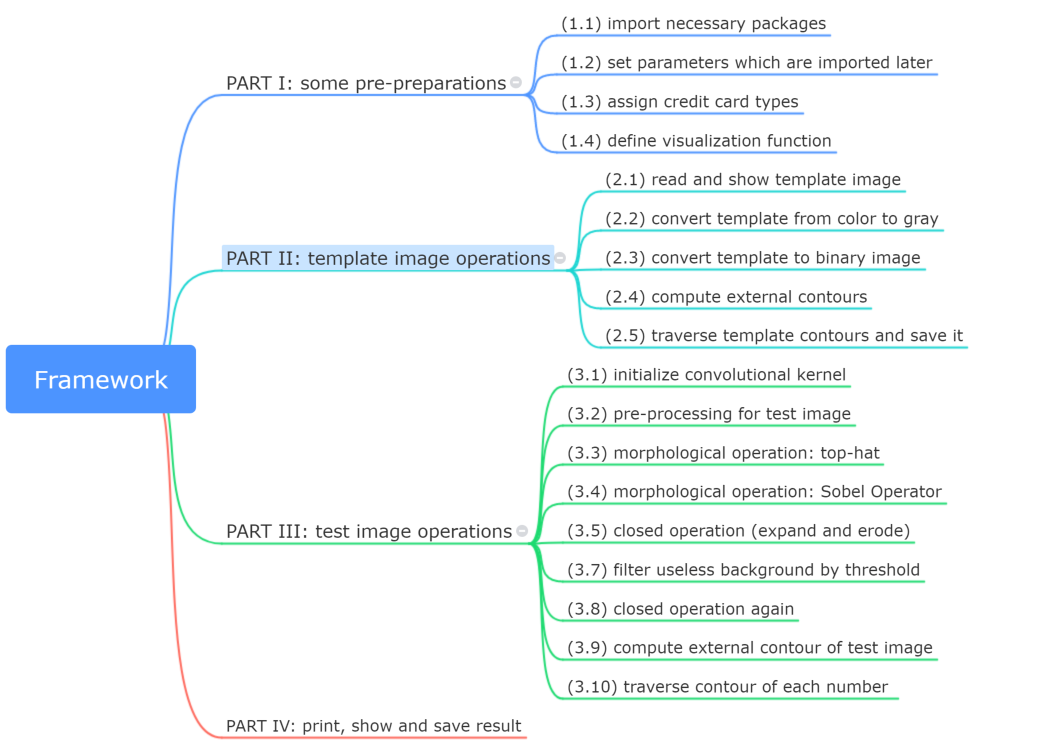 Framework
PART I: some pre-preparations
(1.1) import necessary packages
(1.2) set parameters which are imported later
(1.3) assign credit card types
(1.4) define visualization function
PART II: template image operations
(2.1) read and show template image
(2.2) convert template from color to gray
(2.3) convert template to binary image
(2.4) compute external contours
(2.5) traverse template contours and save it
PART III: test image operations
(3.1) initialize convolutional kernel
(3.2) pre-processing for test image
(3.3) morphological operation: top-hat
(3.4) morphological operation: Sobel Operator
(3.5) closed operation (expand and erode)
(3.7) filter useless background by threshold
(3.8) closed operation again
(3.9) compute external contour of test image
(3.10) traverse contour of each number
PART IV: print, show and save result